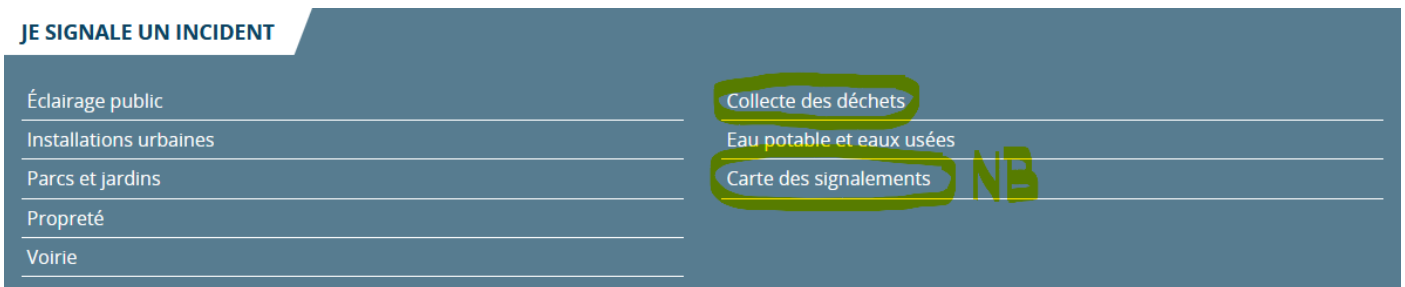 JE SIGNALE UN INCIDENT
Éclairage public
Installations urbaines
Parcs et jardins
Propreté
Voirie
Collecte des déchets
Eau potable et eaux usées
Carte des signalements NB